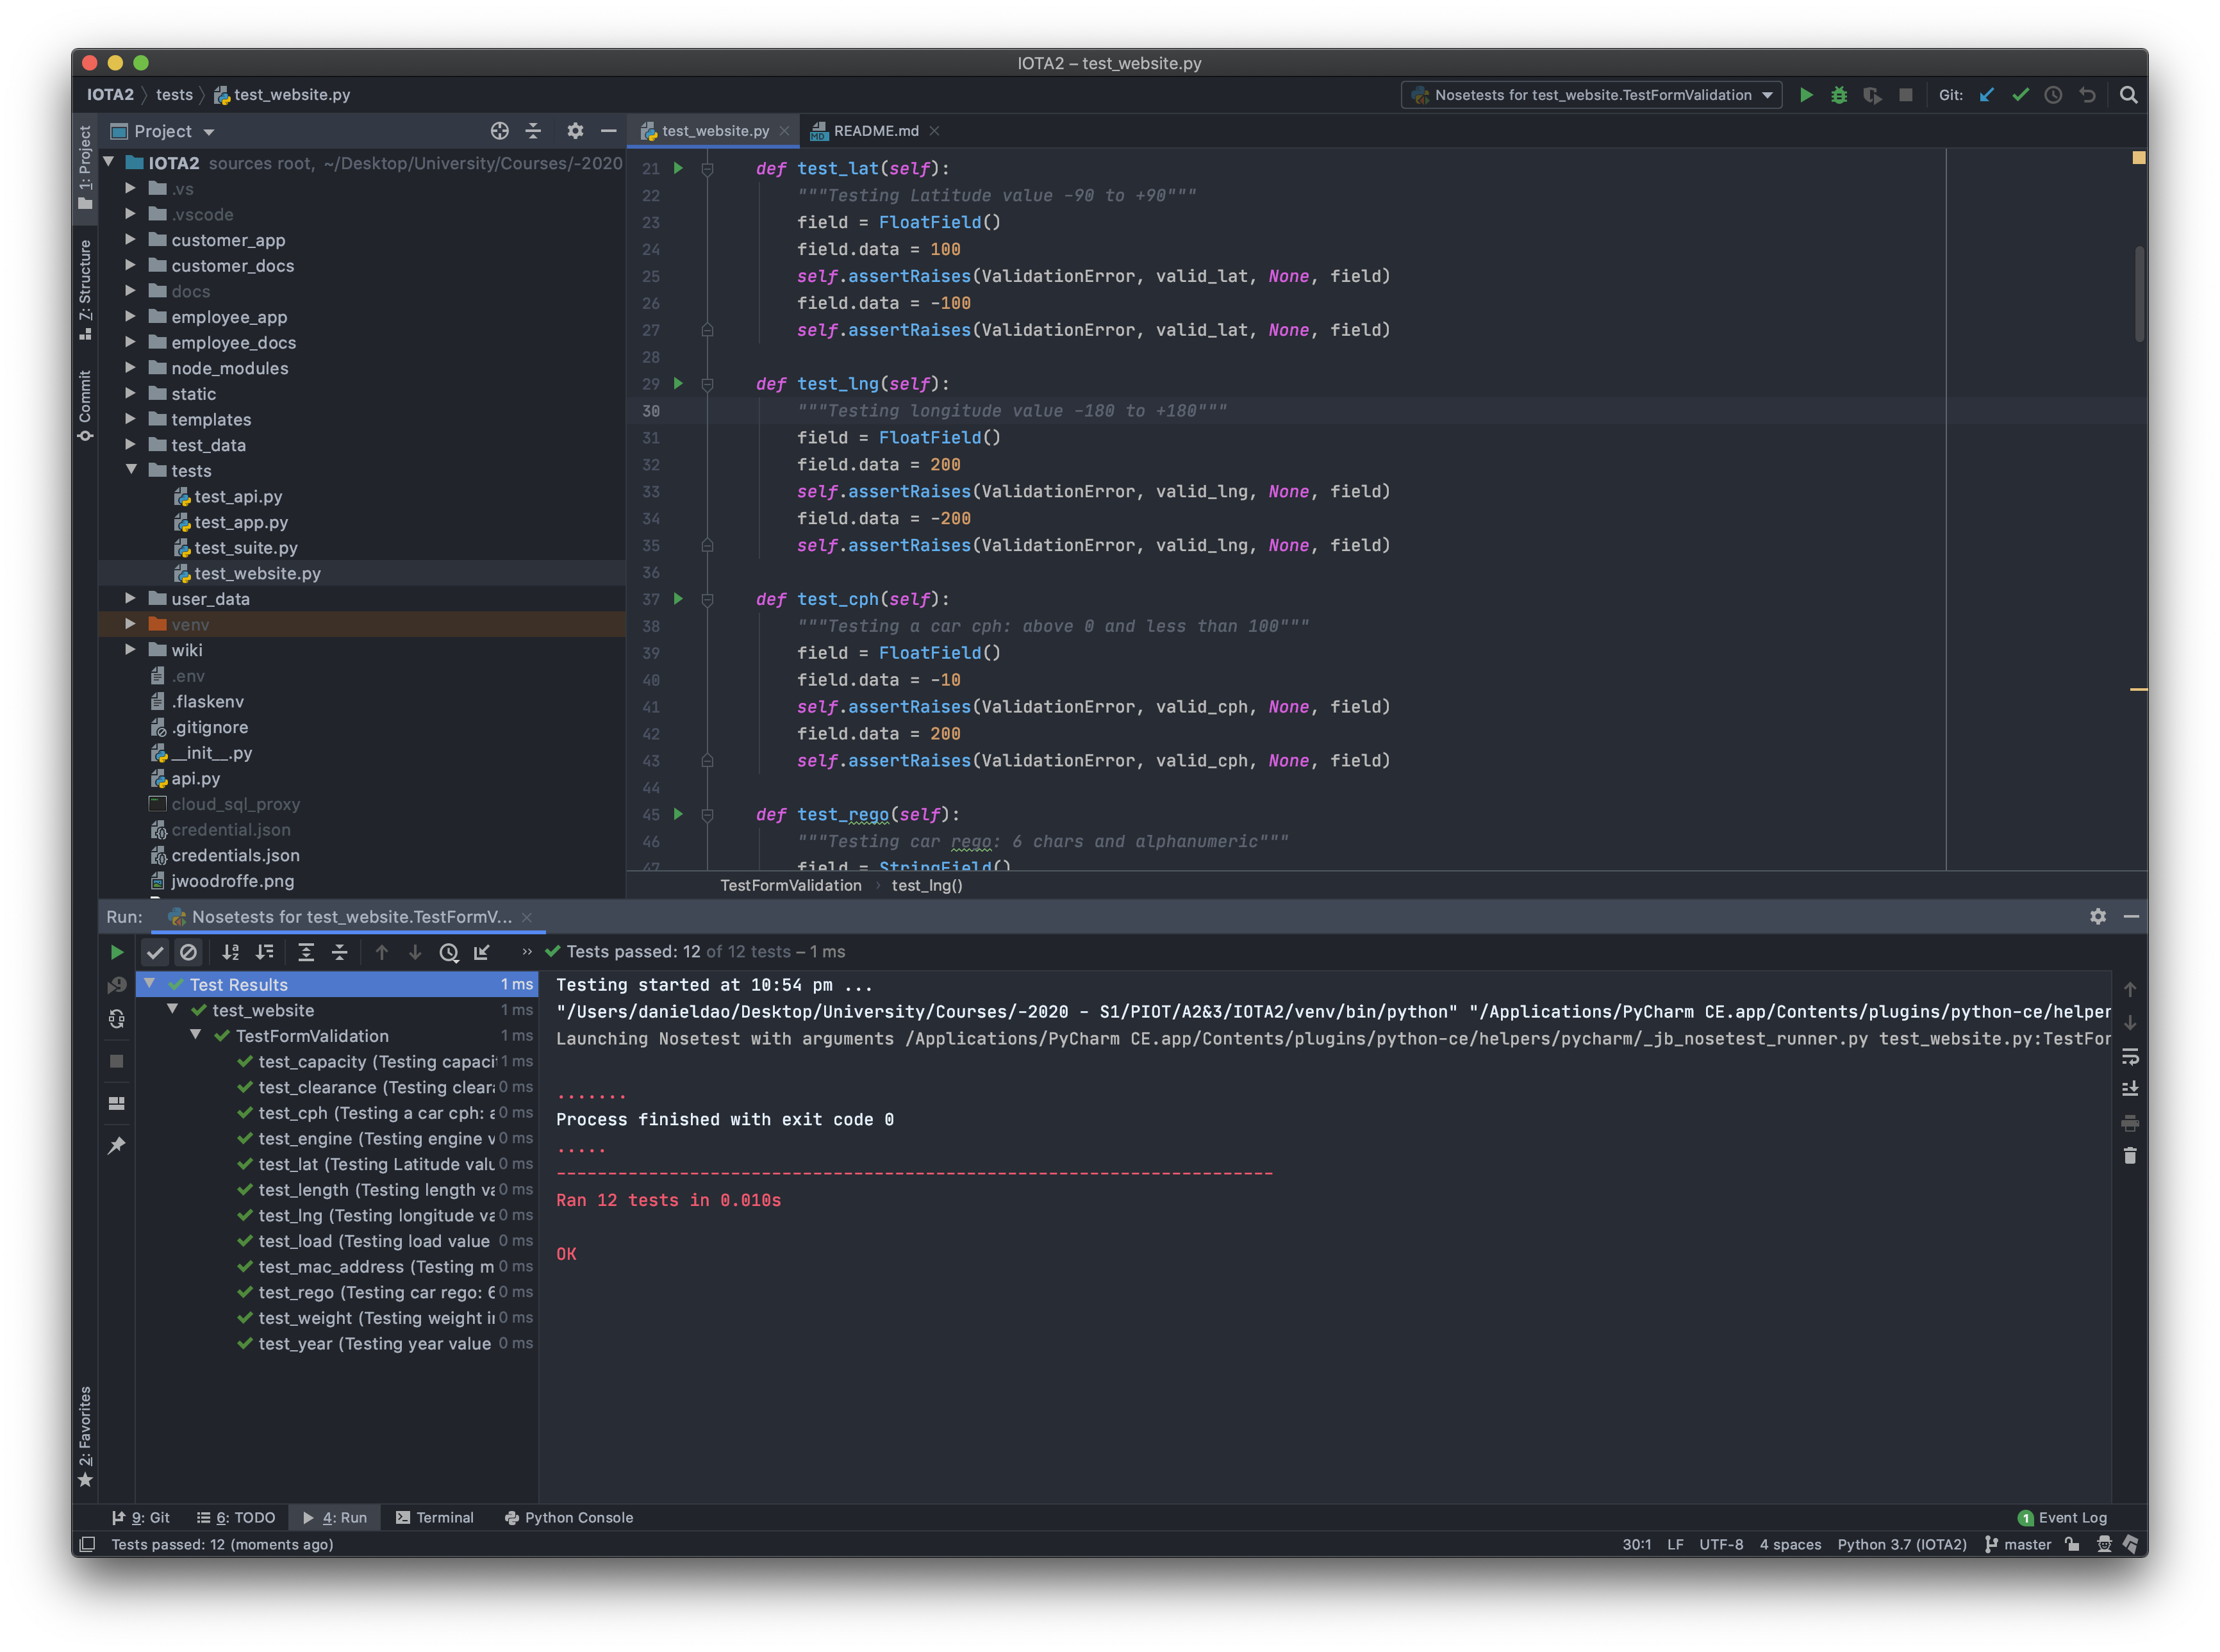 IOTA2 – test_website.py
IOTA2 tests test_website.py
Nosetests for test_website.TestFormValidation Git:
1: Project
7: Structure
Commit
2: Favorites
Project
IOTA2 sources root, ~/Desktop/University/Courses/-2020
.vs
.vscode
customer_app
customer_docs
docs
employee_app
employee_docs
node_modules
static
templates
test_data
tests
test_api.py
test_app.py
test_suite.py
test_website.py
user_data
venv
wiki
.env
.flaskenv
.gitignore
__init__.py
api.py
cloud_sql_proxy
credential.json
credentials.json
jwoodroffe.png
test_website.py README.md
21 def test_lat(self):
22 """Testing Latitude value -90 to +90"""
23 field = FloatField()
24 field.data = 100
25 self.assertRaises(ValidationError, valid_lat, None, field)
26 field.data = -100
27 self.assertRaises(ValidationError, valid_lat, None, field)
28
29 def test_lng(self):
30 """Testing longitude value -180 to +180"""
31 field = FloatField()
32 field.data = 200
33 self.assertRaises(ValidationError, valid_lng, None, field)
34 field.data = -200
35 self.assertRaises(ValidationError, valid_lng, None, field)
36
37 def test_cph(self):
38 """Testing a car cph: above 0 and less than 100"""
39 field = FloatField()
40 field.data = -10
41 self.assertRaises(ValidationError, valid_cph, None, field)
42 field.data = 200
43 self.assertRaises(ValidationError, valid_cph, None, field)
44
45 def test_rego(self):
46 """Testing car rego: 6 chars and alphanumeric"""
47 field = StringField()
TestFormValidation › test_lng()
Run: Nosetests for test_website.TestFormV...
» Tests passed: 12 of 12 tests – 1 ms
Test Results 1 ms
test_website 1 ms
TestFormValidation 1 ms
test_capacity (Testing capaci 1 ms
test_clearance (Testing clear 0 ms
test_cph (Testing a car cph: a 0 ms
test_engine (Testing engine v 0 ms
test_lat (Testing Latitude valu 0 ms
test_length (Testing length va 0 ms
test_lng (Testing longitude va 0 ms
test_load (Testing load value 0 ms
test_mac_address (Testing m 0 ms
test_rego (Testing car rego: 6 0 ms
test_weight (Testing weight in 0 ms
test_year (Testing year value 0 ms
Testing started at 10:54 pm ...
"/Users/danieldao/Desktop/University/Courses/-2020 - S1/PIOT/A2&3/IOTA2/venv/bin/python" "/Applications/PyCharm CE.app/Contents/plugins/python-ce/helper
Launching Nosetest with arguments /Applications/PyCharm CE.app/Contents/plugins/python-ce/helpers/pycharm/_jb_nosetest_runner.py test_website.py:TestFor
.......
Process finished with exit code 0
.....
----------------------------------------------------------------------
Ran 12 tests in 0.010s
OK
9: Git 6: TODO 4: Run Terminal Python Console 1 Event Log
Tests passed: 12 (moments ago) 30:1 LF UTF-8 4 spaces Python 3.7 (IOTA2) master